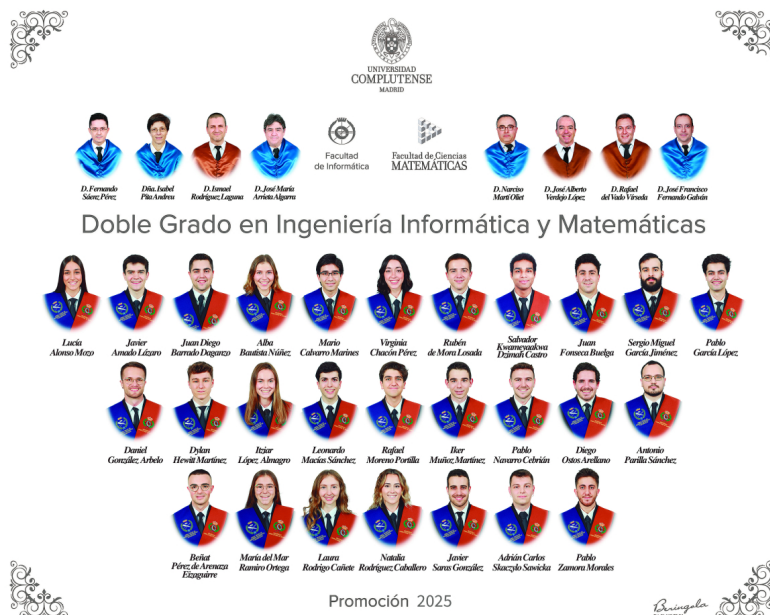 UNIVERSIDAD
COMPLUTENSE
MADRID
D. Fernando
Sáenz Pérez
Dña. Isabel
Pita Andreu
D. Ismael
Rodríguez Laguna
D. José María
Arrieta Algarra
Facultad
de Informática
Facultad de Ciencias
MATEMÁTICAS
D. Narciso
Martí Oliet
D. José Alberto
Verdejo López
D. Rafael
del Vado Vírseda
D. José Francisco
Fernando Galván
Doble Grado en Ingeniería Informática y Matemáticas
Lucía
Alonso Mozo
Javier
Amado Lázaro
Juan Diego
Barrado Daganzo
Alba
Bautista Núñez
Mario
Calvarro Marines
Virginia
Chacón Pérez
Rubén
de Mora Losada
Salvador
Kwameyaakwa
Dzimah Castro
Juan
Fonseca Buelga
Sergio Miguel
García Jiménez
Pablo
García López
Daniel
González Arbelo
Dylan
Hewitt Martínez
Itziar
López Almagro
Leonardo
Macías Sánchez
Rafael
Moreno Portilla
Iker
Muñoz Martínez
Pablo
Navarro Cebrián
Diego
Ostos Arellano
Antonio
Parilla Sánchez
Beñat
Pérez de Arenaza
Eizaguirre
María del Mar
Ramiro Ortega
Laura
Rodrigo Cañete
Natalia
Rodríguez Caballero
Javier
Saras González
Adrián Carlos
Skaczylo Sawicka
Pablo
Zamora Morales
Promoción 2025